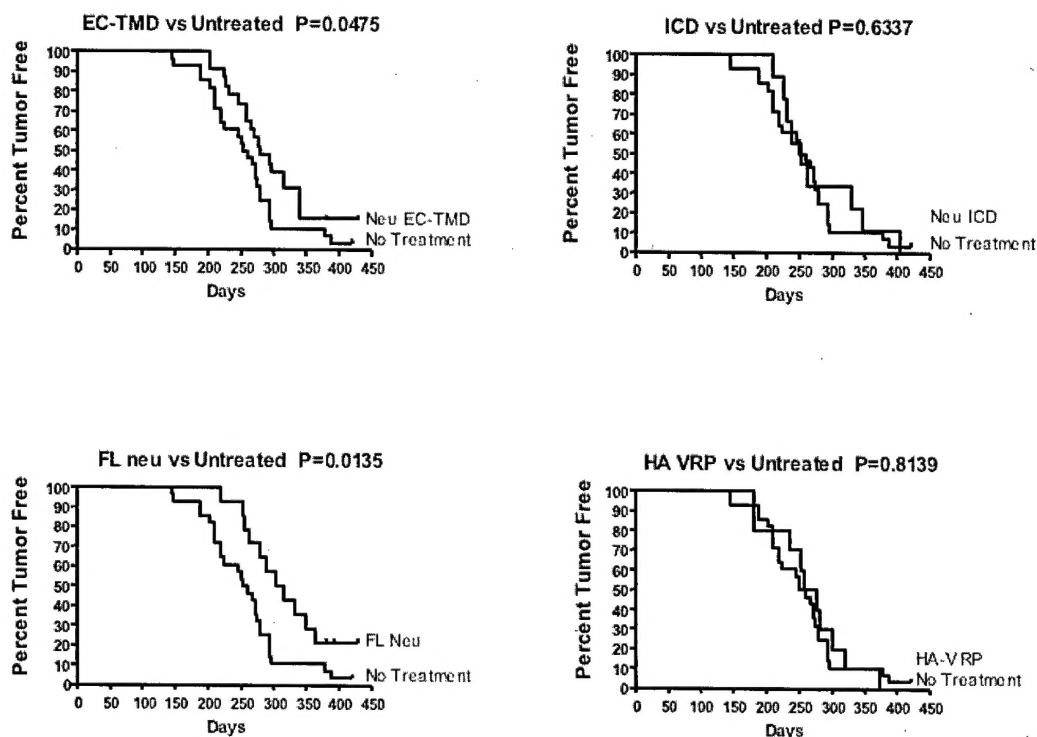 EC-TMD vs Untreated P=0.0475
Percent Tumor Free
100
90
80
70
60
50
40
30
20
10
0
Neu EC-TMD
No Treatment
0 50 100 150 200 250 300 350 400 450
Days
ICD vs Untreated P=0.6337
Percent Tumor Free
100
90
80
70
60
50
40
30
20
10
0
Neu ICD
No Treatment
0 50 100 150 200 250 300 350 400 450
Days
FL neu vs Untreated P=0.0135
Percent Tumor Free
100
90
80
70
60
50
40
30
20
10
0
FL Neu
No Treatment
0 50 100 150 200 250 300 350 400 450
Days
HA VRP vs Untreated P=0.8139
Percent Tumor Free
100
90
80
70
60
50
40
30
20
10
0
HA-VRP
No Treatment
0 50 100 150 200 250 300 350 400 450
Days